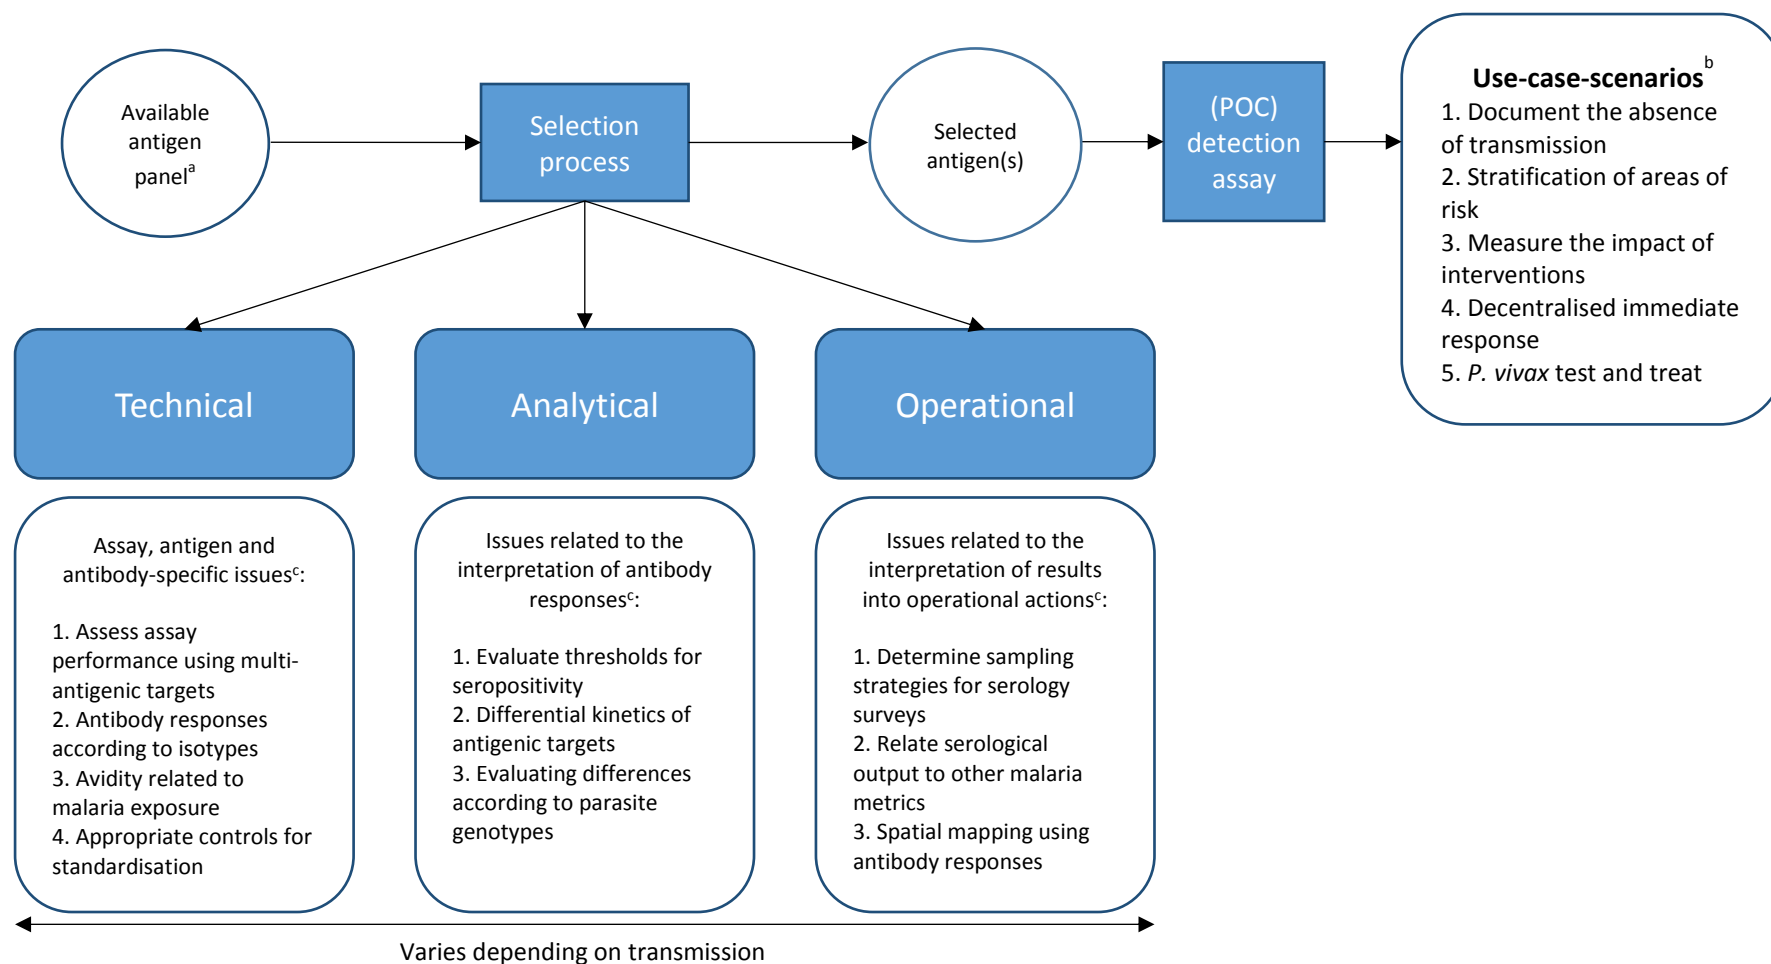 Available
antigen
panelᵃ
Selection
process
Selected
antigen(s)
(POC)
detection
assay
Use-case-scenariosᵇ
1. Document the absence
of transmission
2. Stratification of areas of
risk
3. Measure the impact of
interventions
4. Decentralised immediate
response
5. P. vivax test and treat
Technical
Analytical
Operational
Assay, antigen and
antibody-specific issuesᶜ:
1. Assess assay
performance using multi-
antigenic targets
2. Antibody responses
according to isotypes
3. Avidity related to
malaria exposure
4. Appropriate controls for
standardisation
Issues related to the
interpretation of antibody
responsesᶜ:
1. Evaluate thresholds for
seropositivity
2. Differential kinetics of
antigenic targets
3. Evaluating differences
according to parasite
genotypes
Issues related to the
interpretation of results
into operational actionsᶜ:
1. Determine sampling
strategies for serology
surveys
2. Relate serological
output to other malaria
metrics
3. Spatial mapping using
antibody responses
Varies depending on transmission